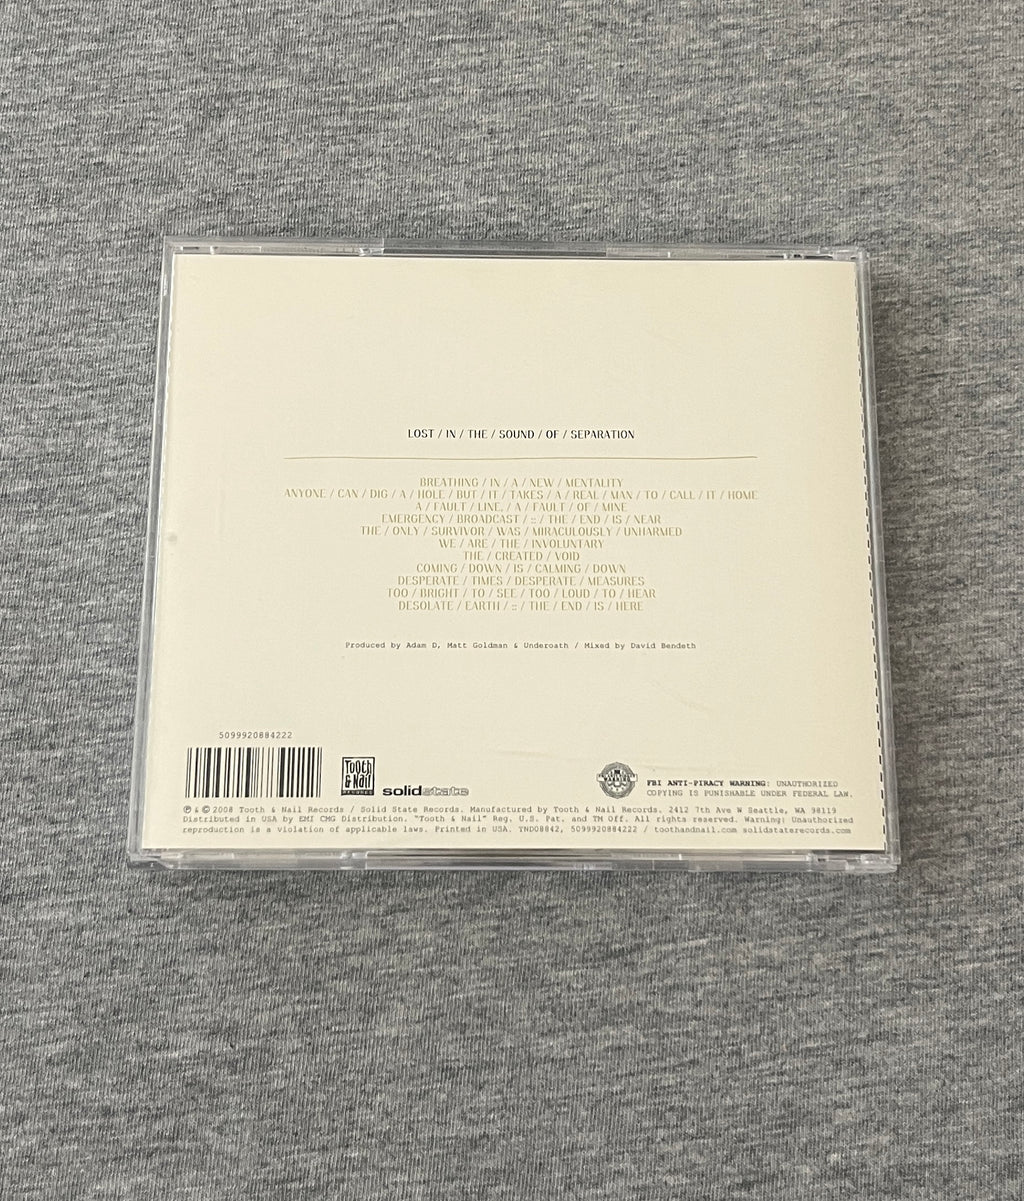 LOST / IN / THE / SOUND / OF / SEPARATION
BREATHING / IN / A / NEW / MENTALITY
ANYONE / CAN / DIG / A / HOLE / BUT / IT / TAKES / A / REAL / MAN / TO / CALL / IT / HOME
A / FAULT / LINE, / A / FAULT / OF / MINE
EMERGENCY / BROADCAST / :: / THE / END / IS / NEAR
THE / ONLY / SURVIVOR / WAS / MIRACULOUSLY / UNHARMED
WE / ARE / THE / INVOLUNTARY
THE / CREATED / VOID
COMING / DOWN / IS / CALMING / DOWN
DESPERATE / TIMES / DESPERATE / MEASURES
TOO / BRIGHT / TO / SEE / TOO / LOUD / TO / HEAR
DESOLATE / EARTH / :: / THE / END / IS / HERE
Produced by Adam D, Matt Goldman & Underoath / Mixed by David Bendeth
5099920884222
Tooth & Nail RECORDS
solidstate
FBI ANTI-PIRACY WARNING: UNAUTHORIZED
COPYING IS PUNISHABLE UNDER FEDERAL LAW.
℗ & © 2008 Tooth & Nail Records / Solid State Records. Manufactured by Tooth & Nail Records. 2412 7th Ave W Seattle, WA 98119
Distributed in USA by EMI CMG Distribution. "Tooth & Nail" Reg. U.S. Pat. and TM Off. All rights reserved. Warning: Unauthorized
reproduction is a violation of applicable laws. Printed in USA. TND08842, 5099920884222 / toothandnail.com solidstaterecords.com